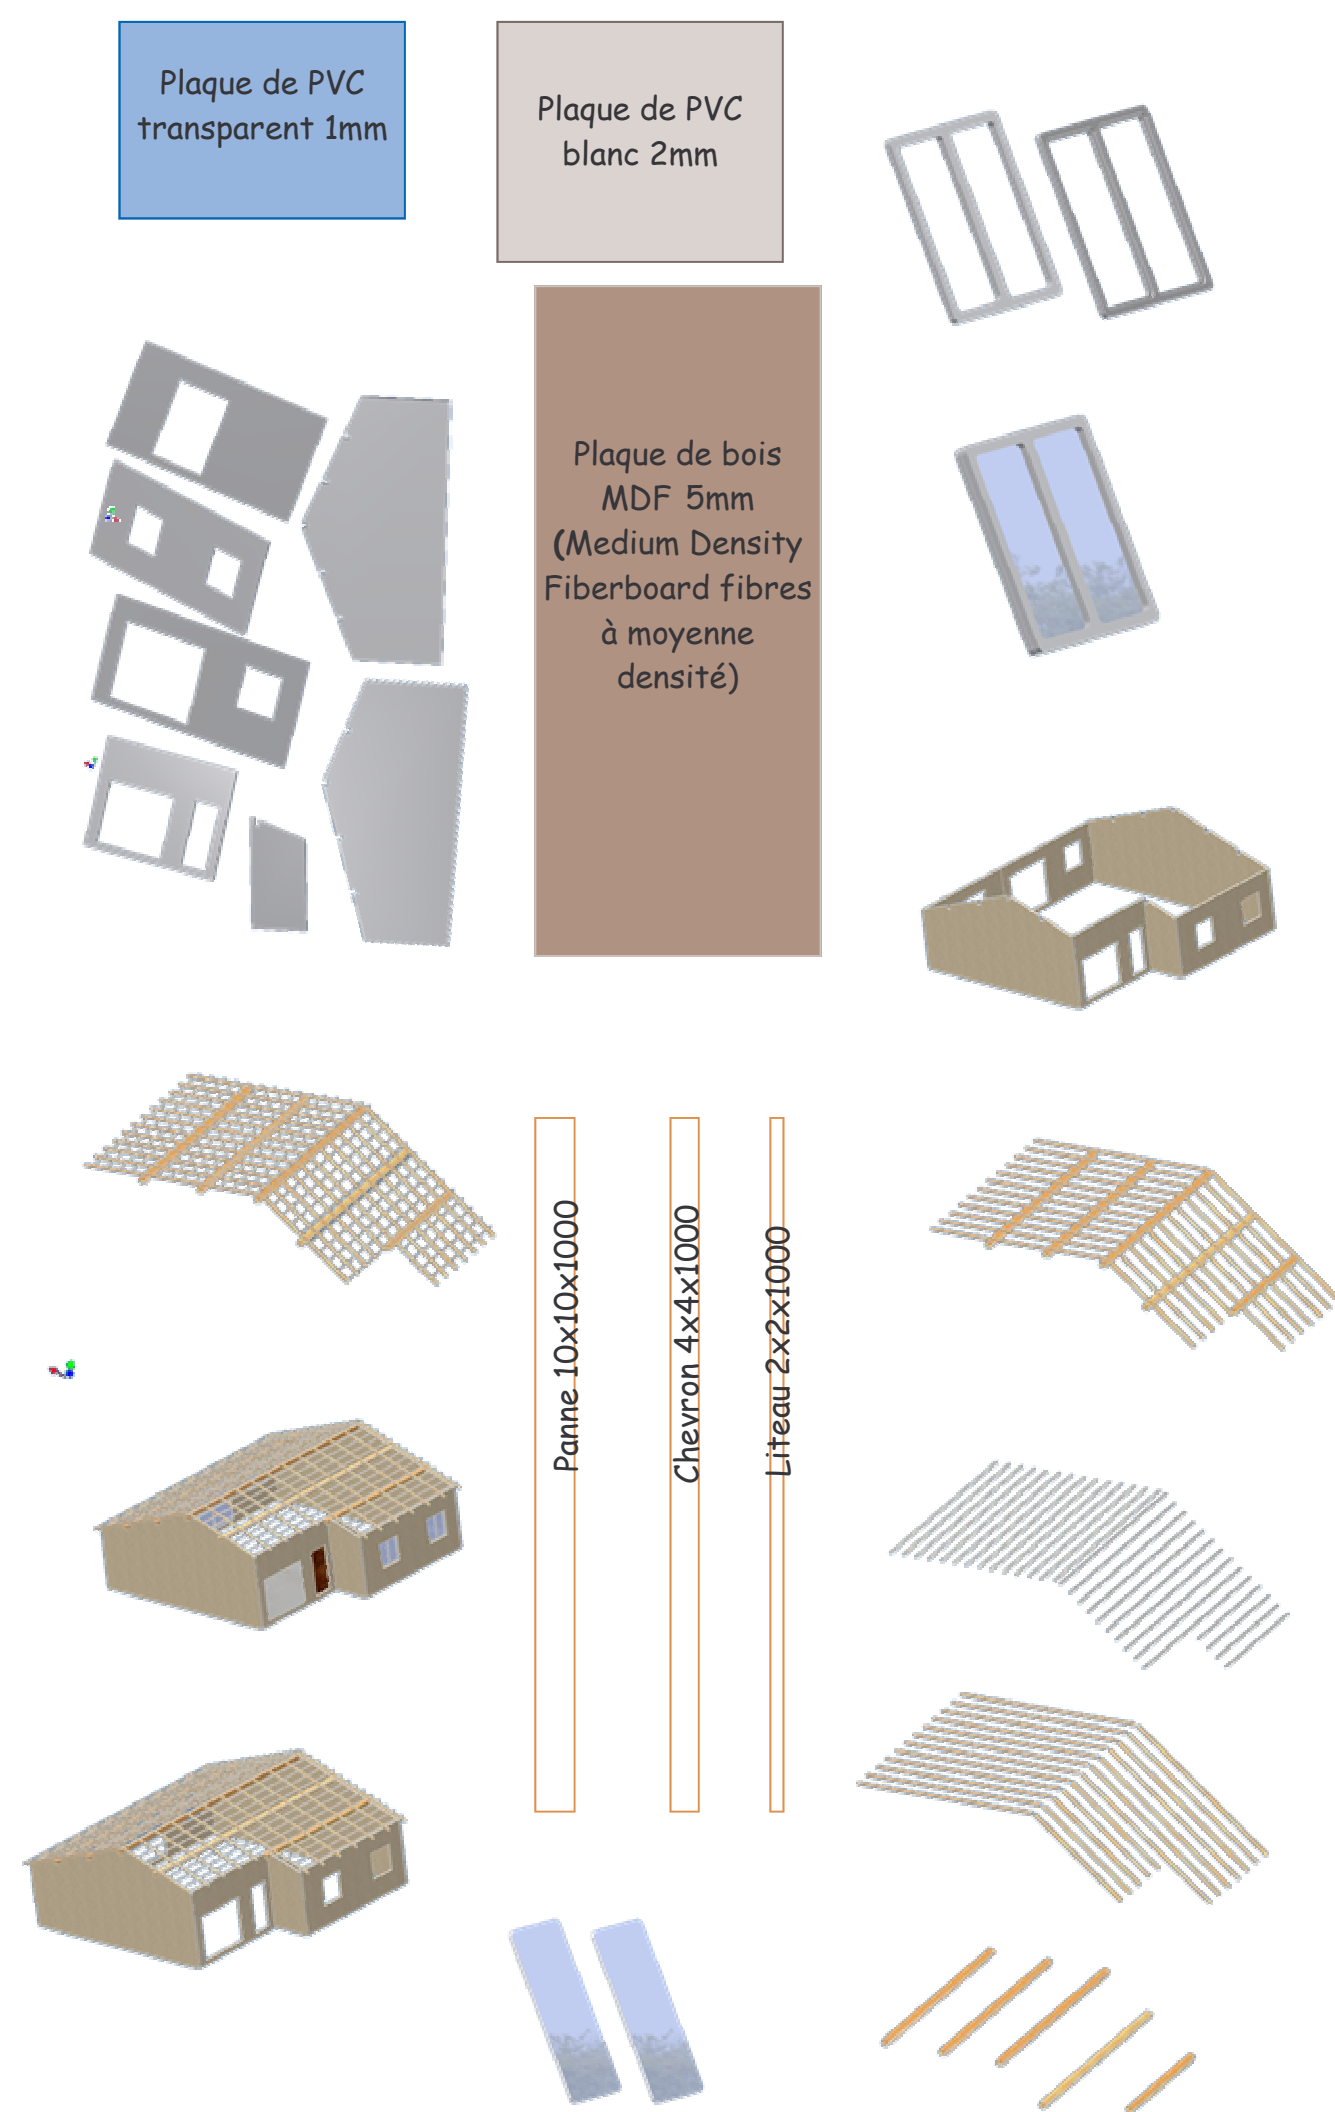 Plaque de PVC
transparent 1mm
Plaque de PVC
blanc 2mm
Plaque de bois
MDF 5mm
(Medium Density
Fiberboard fibres
à moyenne
densité)
Panne 10x10x1000
Chevron 4x4x1000
Liteau 2x2x1000